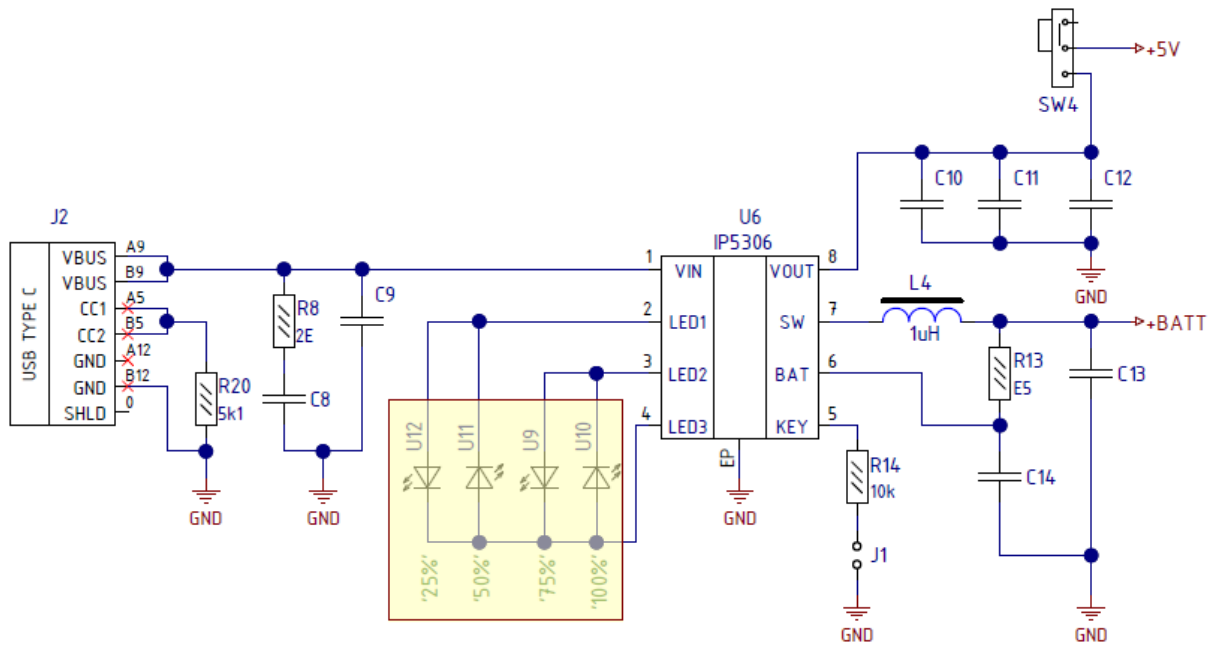 +5V
SW4
C10
C11
C12
GND
J2
USB TYPE C
VBUS A9
VBUS B9
CC1 A5
CC2 B5
GND A12
GND B12
SHLD 0
R20
5k1
GND
R8
2E
C8
C9
GND
U12
U11
U9
U10
'25%'
'50%'
'75%'
'100%'
U6
IP5306
1 VIN
2 LED1
3 LED2
4 LED3
VOUT 8
SW 7
BAT 6
KEY 5
EP
GND
L4
1uH
+BATT
R13
E5
C13
C14
R14
10k
J1
GND
GND